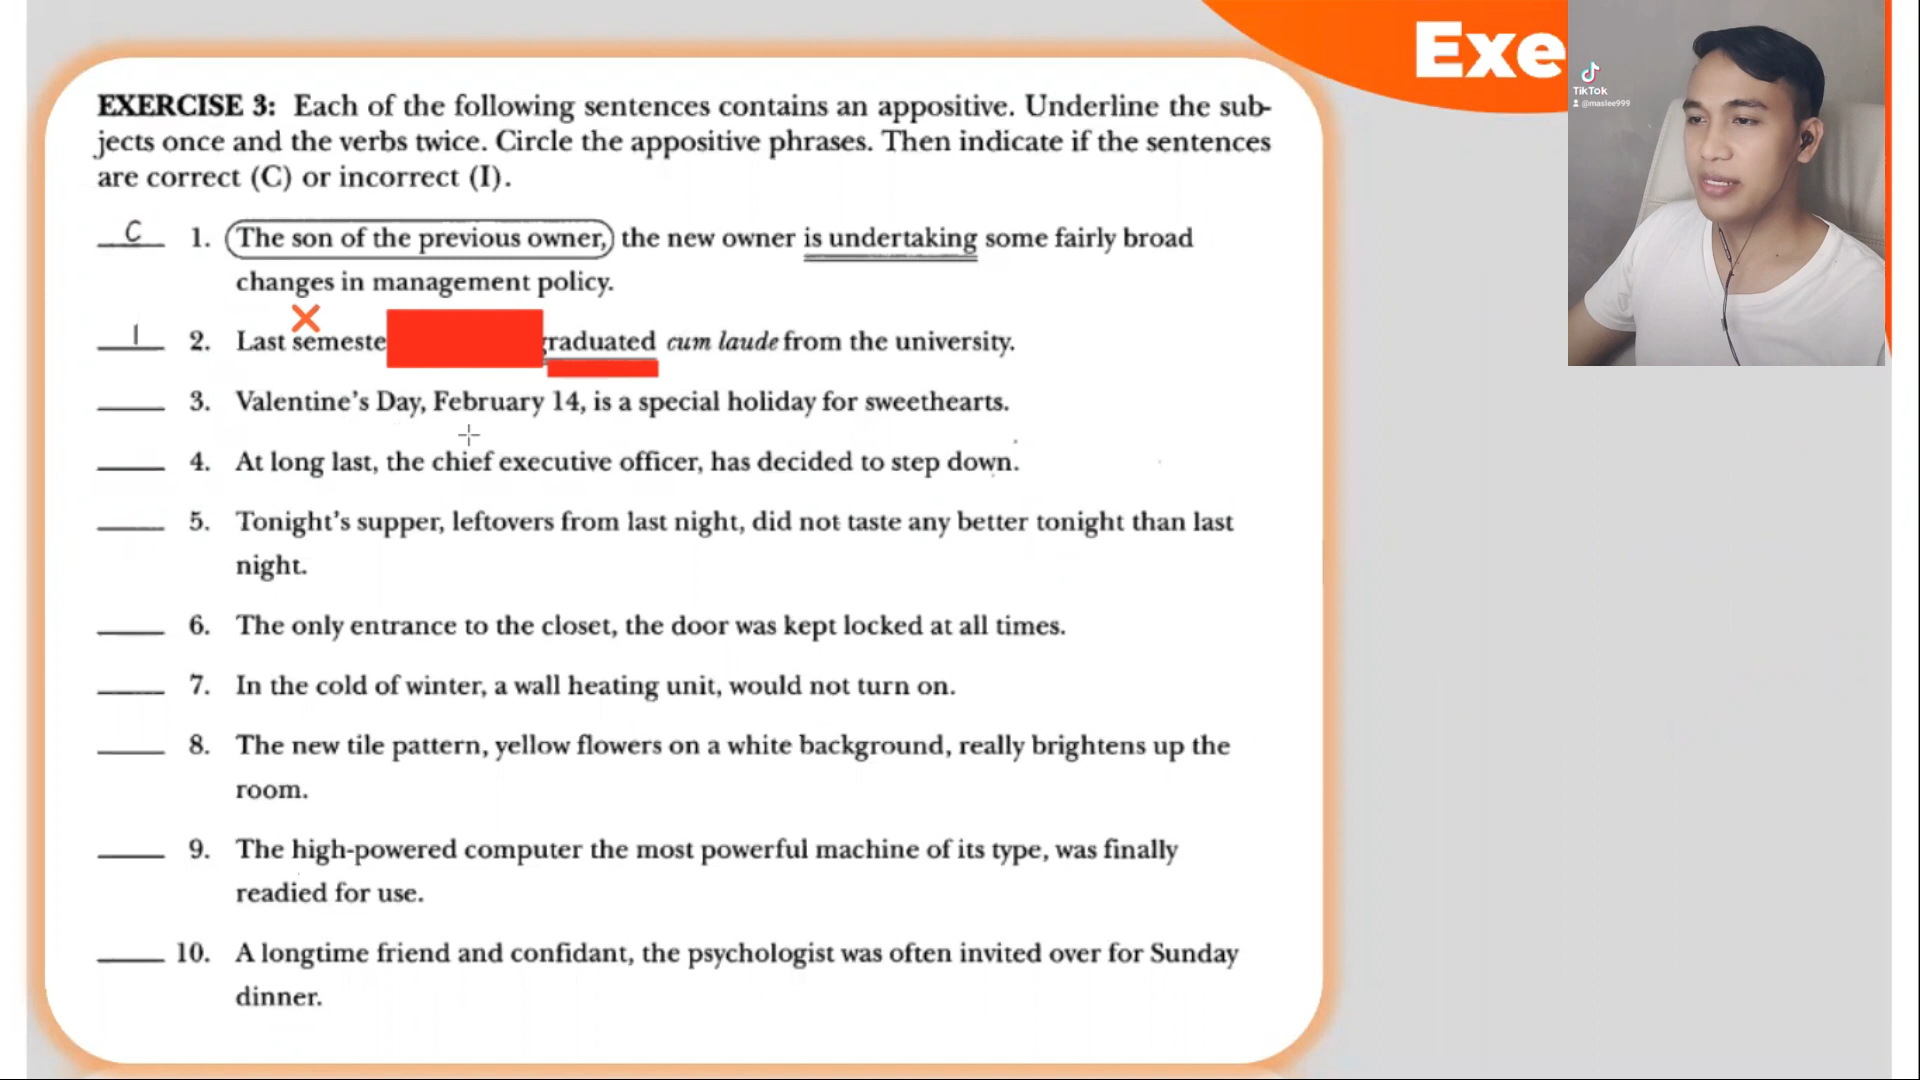 Exe
TikTok
@maslee999
EXERCISE 3: Each of the following sentences contains an appositive. Underline the sub-
jects once and the verbs twice. Circle the appositive phrases. Then indicate if the sentences
are correct (C) or incorrect (I).
C 1. The son of the previous owner, the new owner is undertaking some fairly broad
changes in management policy.
I 2. Last semeste raduated cum laude from the university.
3. Valentine's Day, February 14, is a special holiday for sweethearts.
4. At long last, the chief executive officer, has decided to step down.
5. Tonight's supper, leftovers from last night, did not taste any better tonight than last
night.
6. The only entrance to the closet, the door was kept locked at all times.
7. In the cold of winter, a wall heating unit, would not turn on.
8. The new tile pattern, yellow flowers on a white background, really brightens up the
room.
9. The high-powered computer the most powerful machine of its type, was finally
readied for use.
10. A longtime friend and confidant, the psychologist was often invited over for Sunday
dinner.